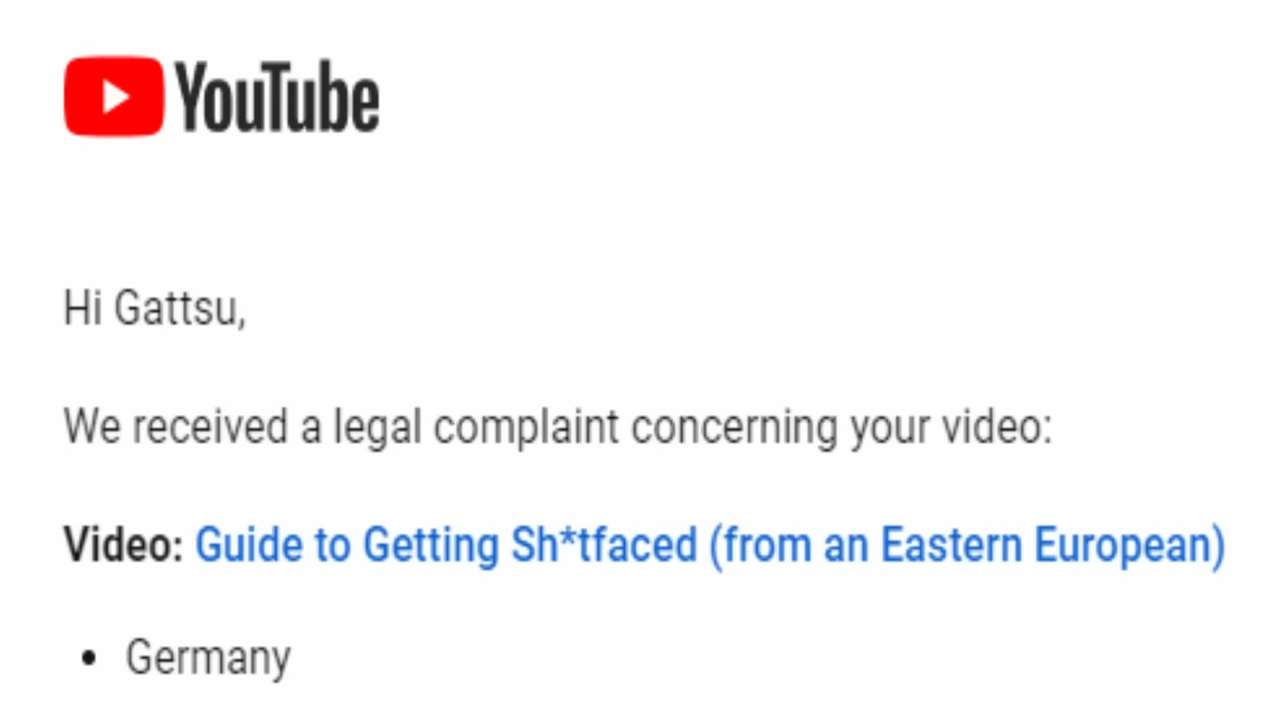 YouTube
Hi Gattsu,
We received a legal complaint concerning your video:
Video: Guide to Getting Sh*tfaced (from an Eastern European)
• Germany